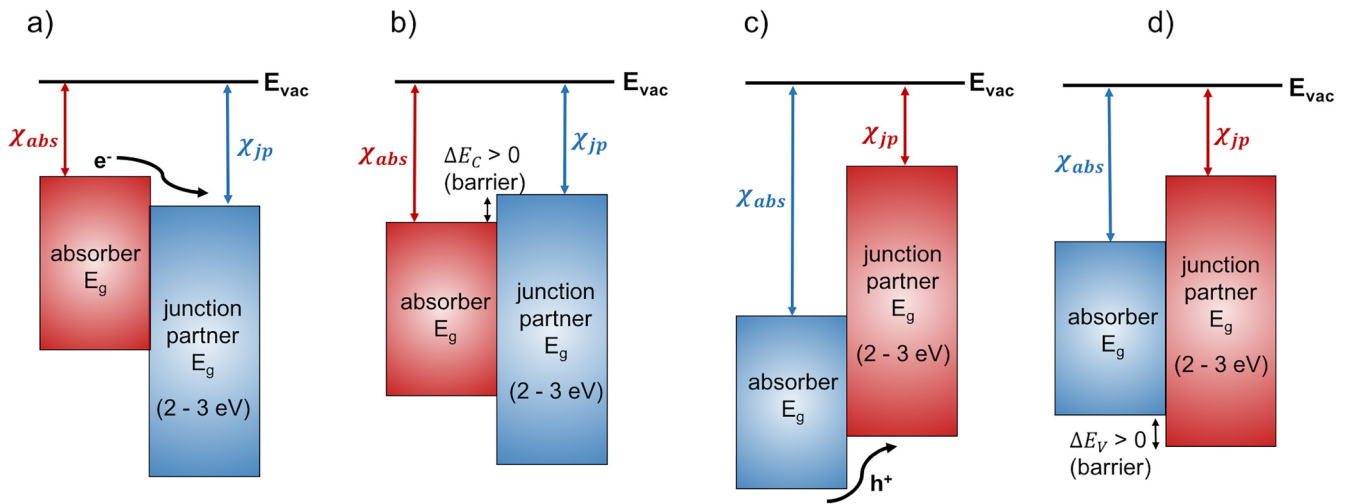 a)
E_vac
χ_abs
χ_jp
e-
absorber
E_g
junction
partner
E_g
(2 - 3 eV)
b)
E_vac
χ_abs
ΔE_C > 0
(barrier)
χ_jp
absorber
E_g
junction
partner
E_g
(2 - 3 eV)
c)
E_vac
χ_abs
χ_jp
absorber
E_g
junction
partner
E_g
(2 - 3 eV)
h+
d)
E_vac
χ_abs
χ_jp
absorber
E_g
junction
partner
E_g
(2 - 3 eV)
ΔE_V > 0
(barrier)